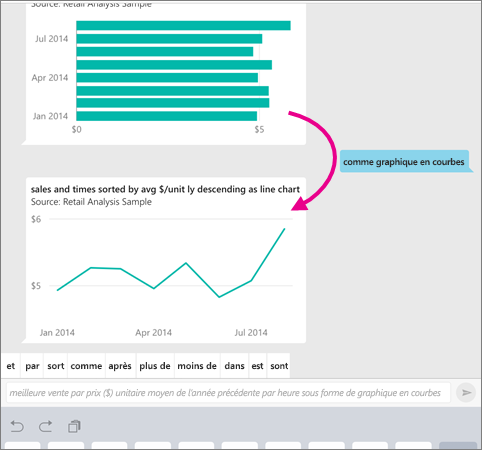 Source: Retail Analysis Sample
Jul 2014
Apr 2014
Jan 2014
$0 $5
comme graphique en courbes
sales and times sorted by avg $/unit ly descending as line chart
Source: Retail Analysis Sample
$6
$5
Jan 2014 Apr 2014 Jul 2014
et par sort comme après plus de moins de dans est sont
meilleure vente par prix ($) unitaire moyen de l'année précédente par heure sous forme de graphique en courbes